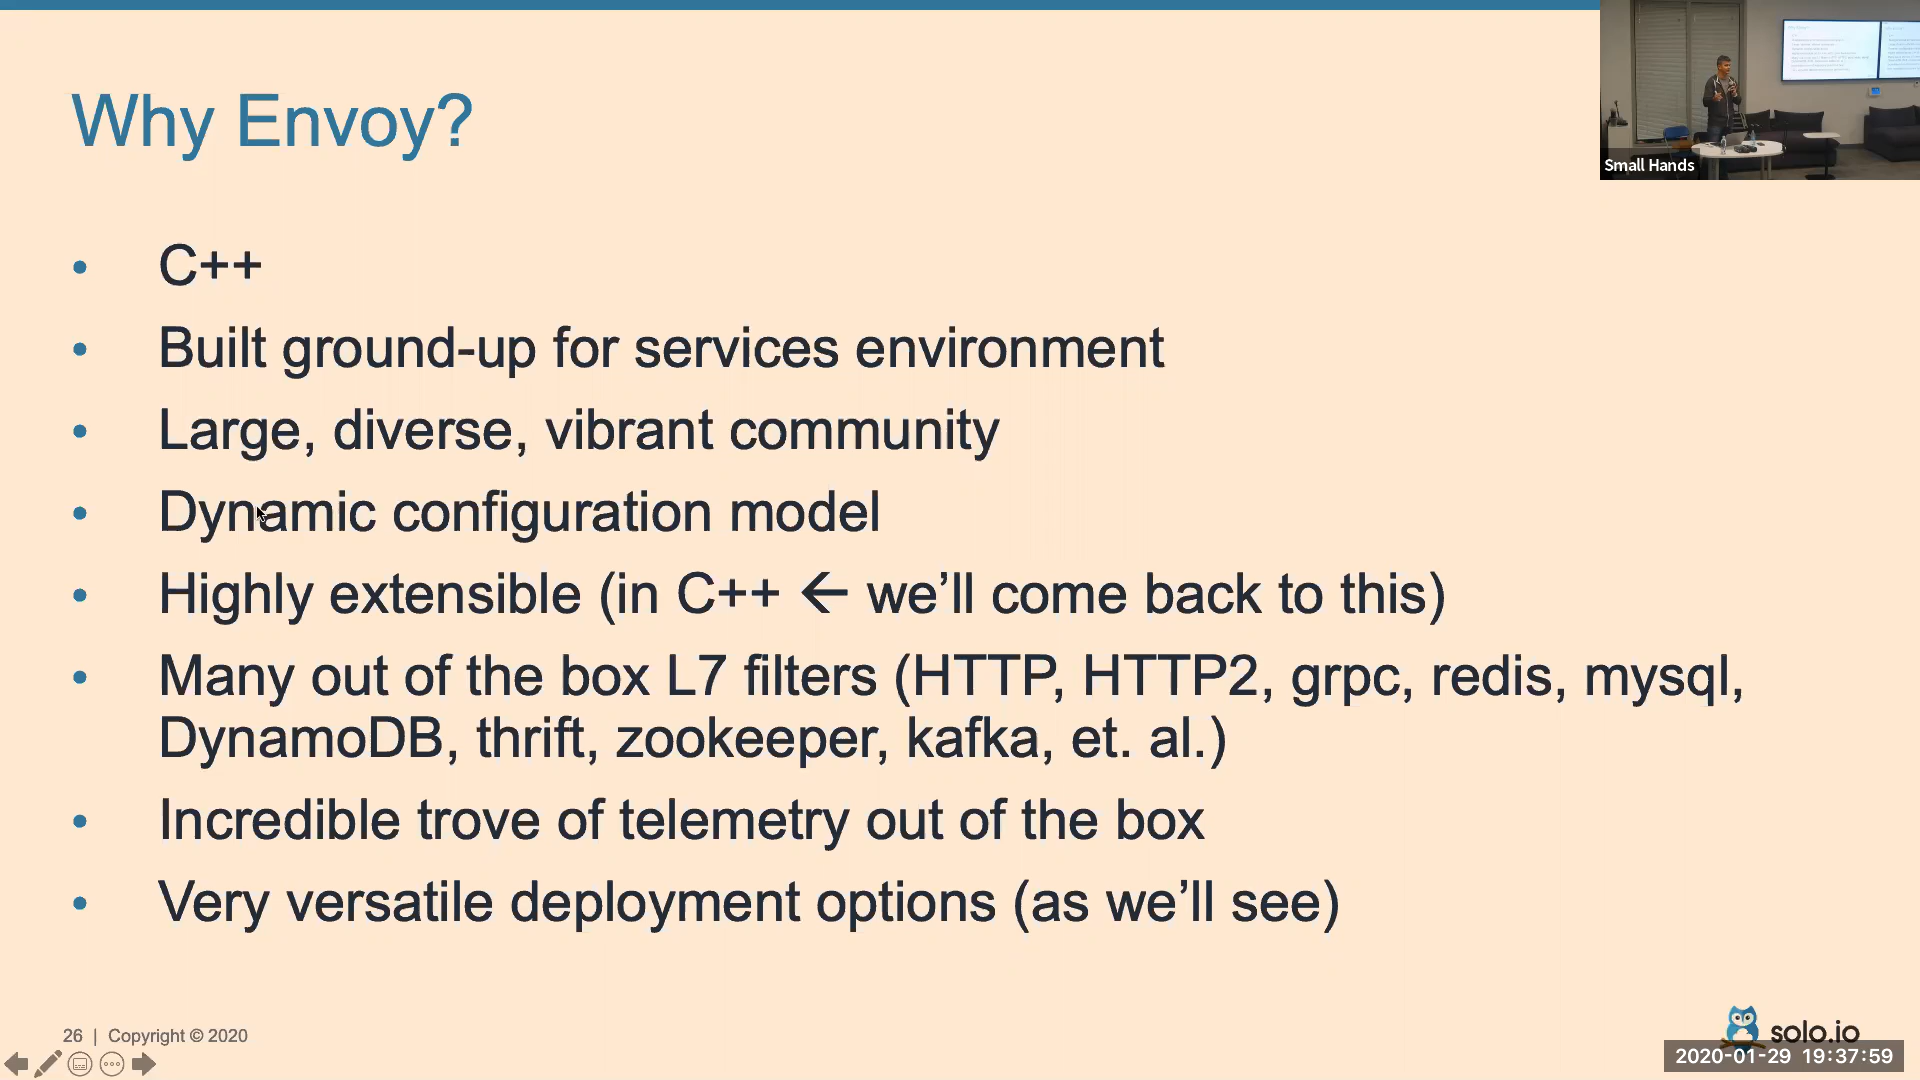 Why Envoy?
Small Hands
• C++
• Built ground-up for services environment
• Large, diverse, vibrant community
• Dynamic configuration model
• Highly extensible (in C++ ← we’ll come back to this)
• Many out of the box L7 filters (HTTP, HTTP2, grpc, redis, mysql,
DynamoDB, thrift, zookeeper, kafka, et. al.)
• Incredible trove of telemetry out of the box
• Very versatile deployment options (as we’ll see)
26 | Copyright © 2020
solo.io
2020-01-29 19:37:59